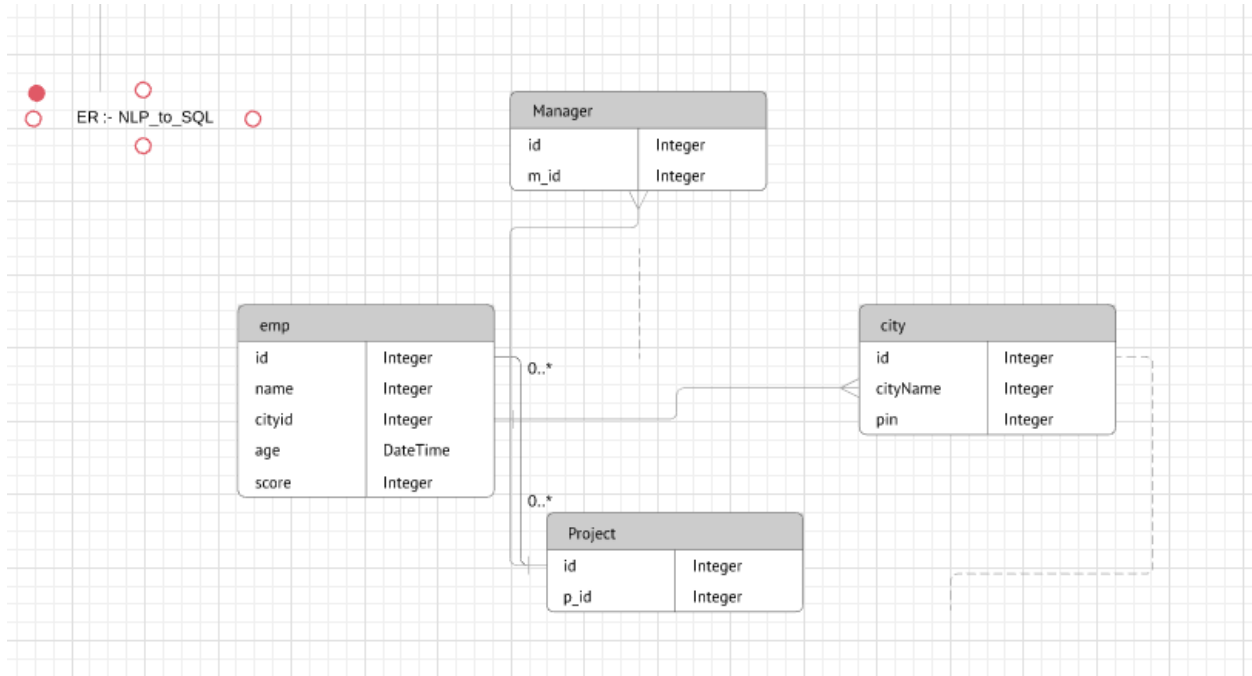 ER :- NLP_to_SQL
Manager
id Integer
m_id Integer
emp
id Integer
name Integer
cityid Integer
age DateTime
score Integer
0..*
0..*
city
id Integer
cityName Integer
pin Integer
Project
id Integer
p_id Integer